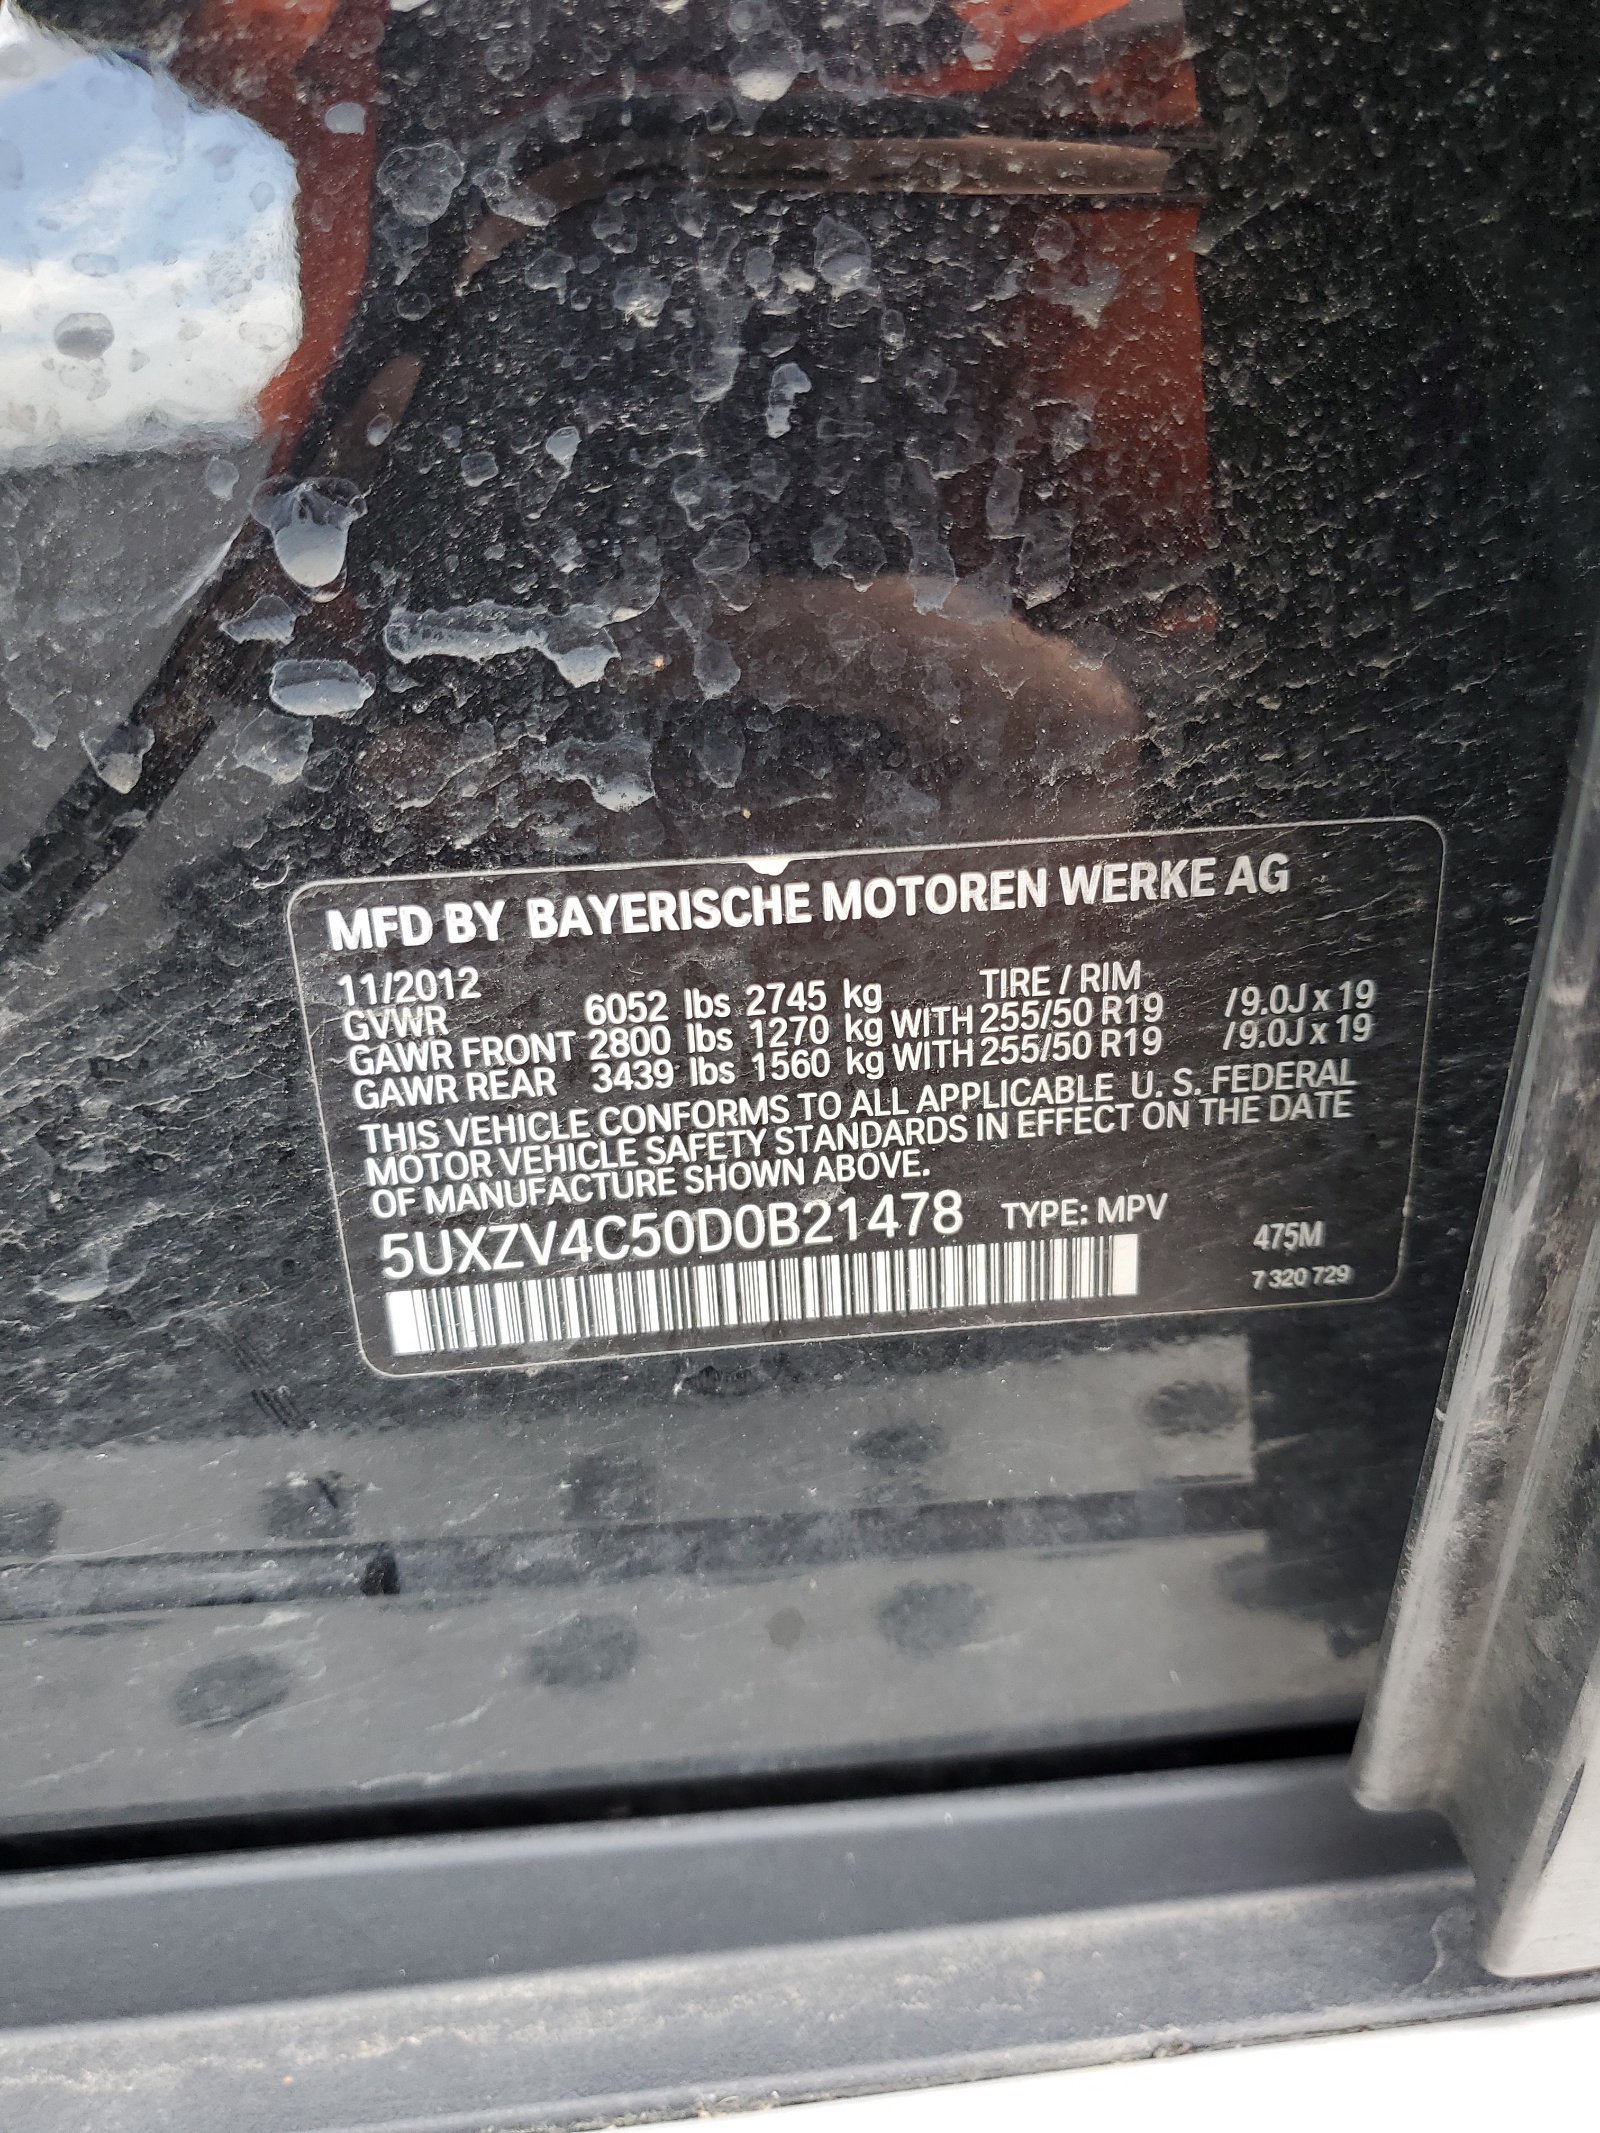 MFD BY BAYERISCHE MOTOREN WERKE AG
11/2012 TIRE / RIM
GVWR 6052 lbs 2745 kg
GAWR FRONT 2800 lbs 1270 kg WITH 255/50 R19 /9.0J x 19
GAWR REAR 3439 lbs 1560 kg WITH 255/50 R19 /9.0J x 19
THIS VEHICLE CONFORMS TO ALL APPLICABLE U. S. FEDERAL
MOTOR VEHICLE SAFETY STANDARDS IN EFFECT ON THE DATE
OF MANUFACTURE SHOWN ABOVE.
5UXZV4C50D0B21478 TYPE: MPV
475M
7 320 729